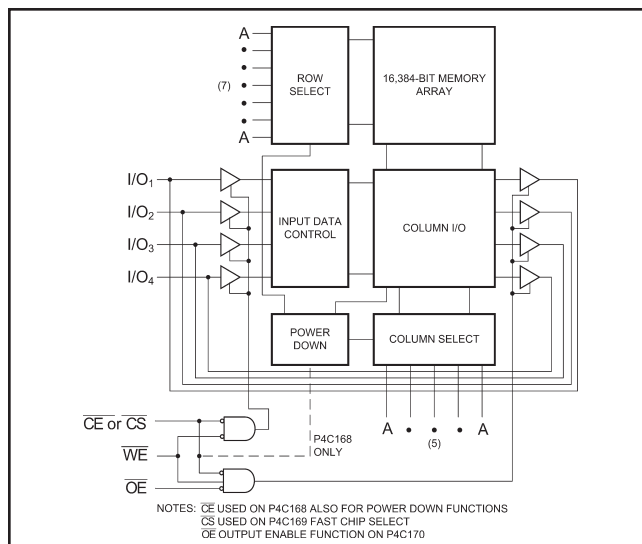 A
(7)
A
ROW
SELECT
16,384-BIT MEMORY
ARRAY
I/O1
I/O2
I/O3
I/O4
INPUT DATA
CONTROL
COLUMN I/O
POWER
DOWN
COLUMN SELECT
A
(5)
A
P4C168
ONLY
CE or CS
WE
OE
NOTES: CE USED ON P4C168 ALSO FOR POWER DOWN FUNCTIONS
CS USED ON P4C169 FAST CHIP SELECT
OE OUTPUT ENABLE FUNCTION ON P4C170